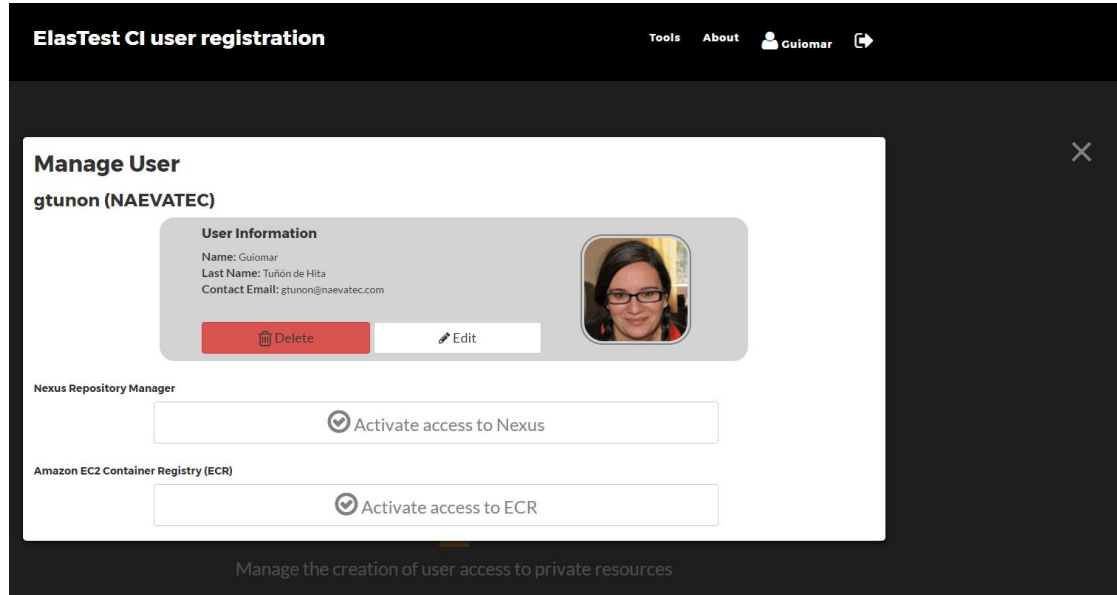 ElasTest CI user registration
Tools About Guiomar
Manage User
gtunon (NAEVATEC)
User Information
Name: Guiomar
Last Name: Tuñón de Hita
Contact Email: gtunon@naevatec.com
Delete Edit
Nexus Repository Manager
Activate access to Nexus
Amazon EC2 Container Registry (ECR)
Activate access to ECR
Manage the creation of user access to private resources